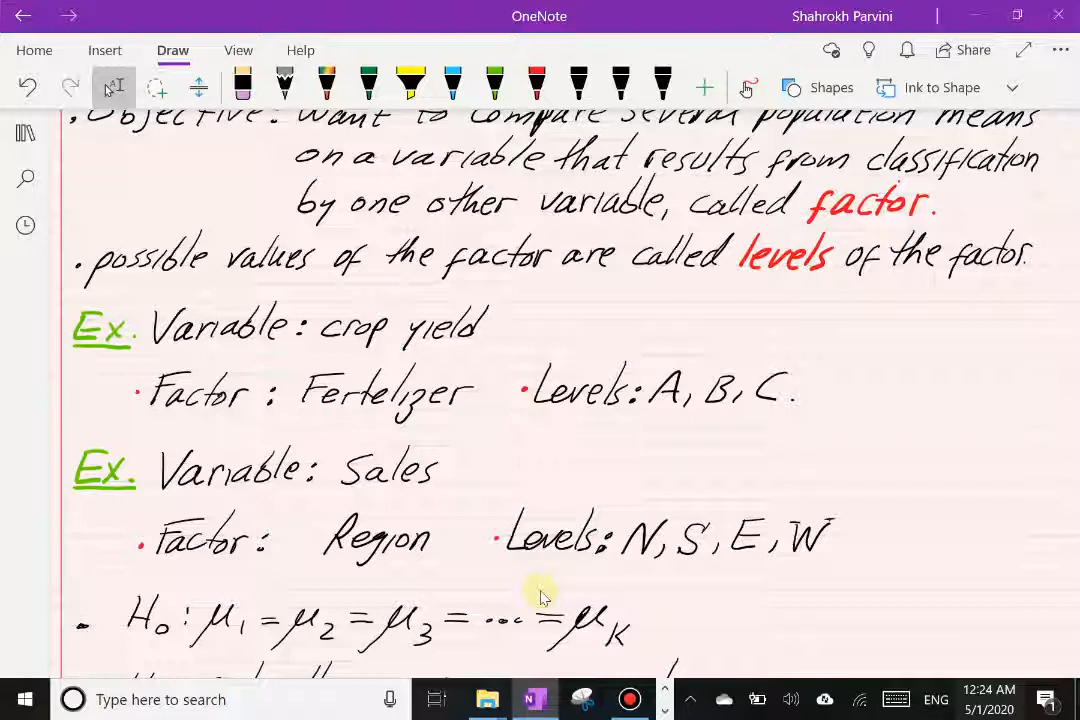 OneNote
Shahrokh Parvini
Home Insert Draw View Help
Share
Shapes
Ink to Shape
. Objective: Want to compare several population means
on a variable that results from classification
by one other variable, called factor.
. possible values of the factor are called levels of the factor.
Ex. Variable: crop yield
. Factor: Fertelizer . Levels: A, B, C.
Ex. Variable: Sales
. Factor: Region . Levels: N, S, E, W
. H₀: μ₁ = μ₂ = μ₃ = ... = μₖ
Type here to search
ENG
12:24 AM
5/1/2020
1